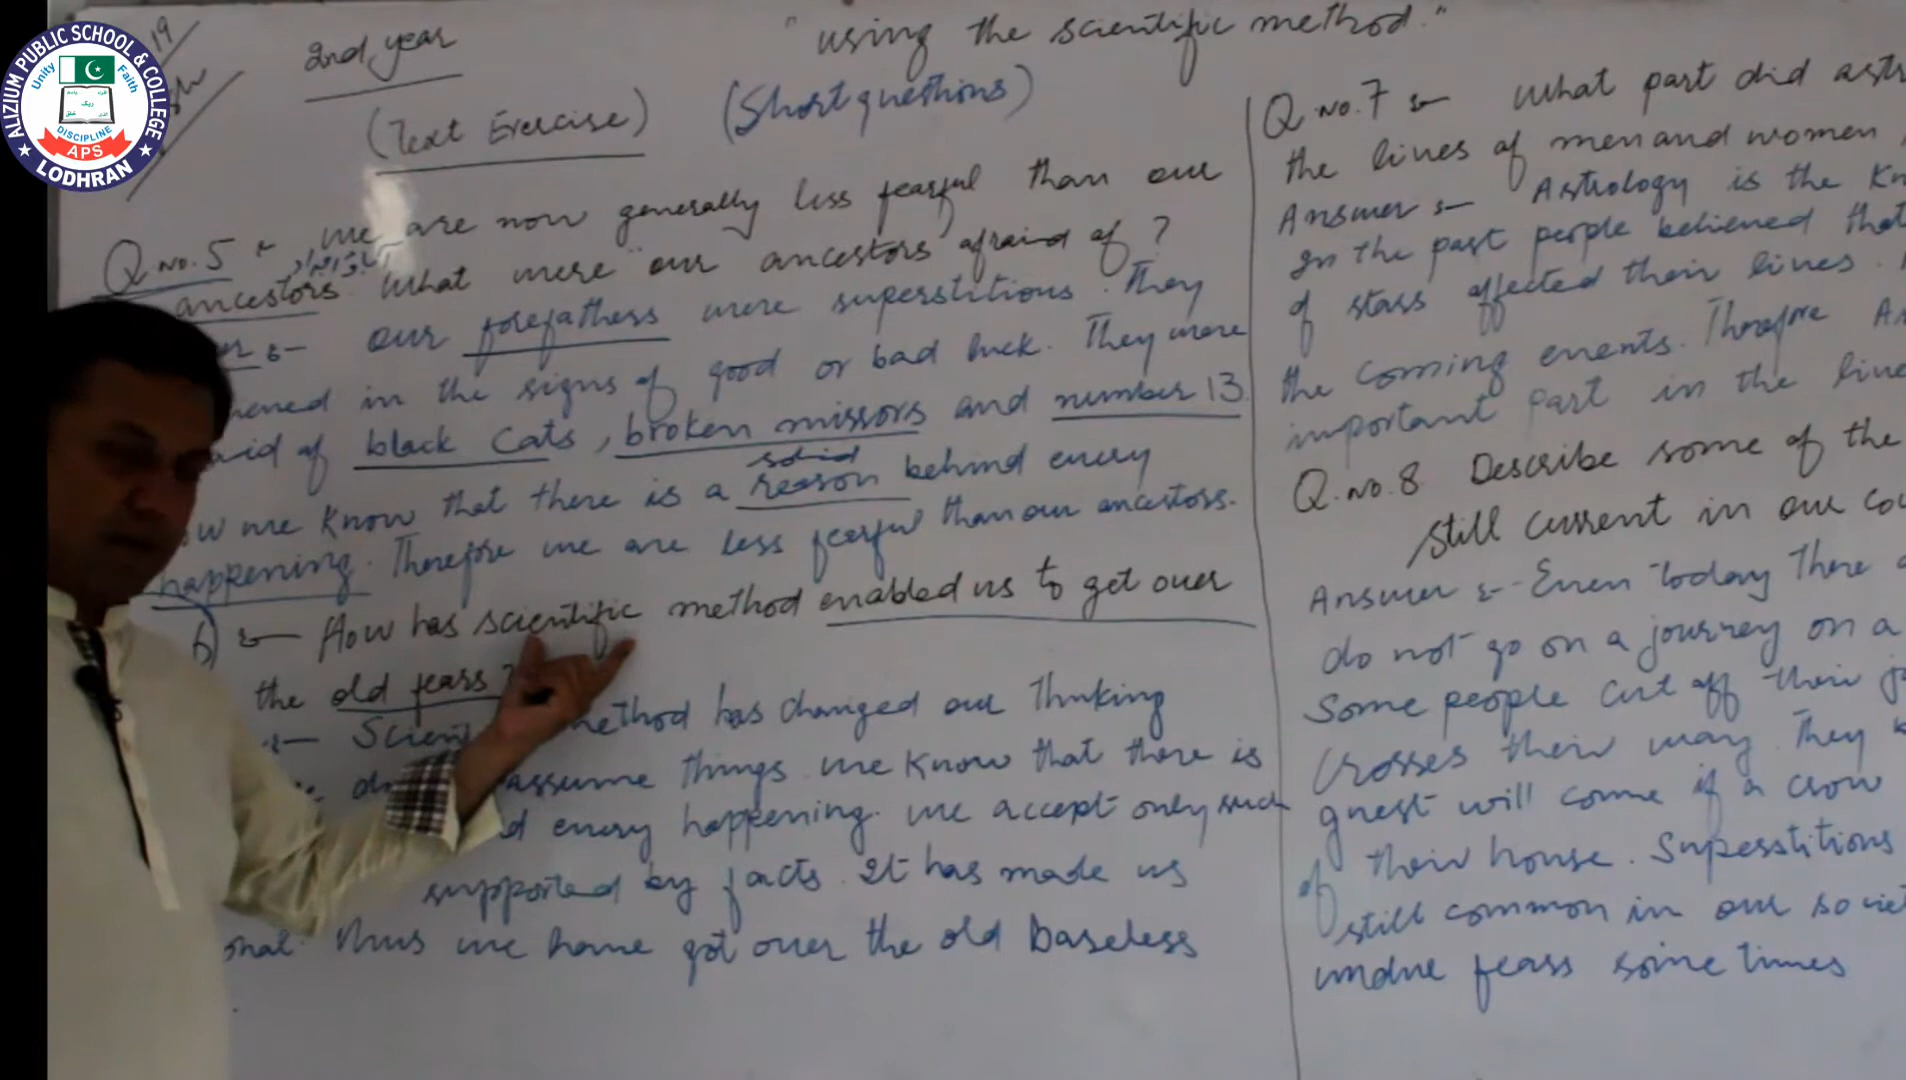 ALIZIUM PUBLIC SCHOOL & COLLEGE
Unity
Faith
DISCIPLINE
APS
LODHRAN
19
2nd year
"using the scientific method."
(Text Exercise)
(Short questions)
Q No. 5 we are now generally less fearful than our
ancestors what were our ancestors afraid of?
our forefathers were superstitious. They
in the signs of good or bad luck. They were
of black cats, broken mirrors and number 13.
we know that there is a solid reason behind every
happening. Therefore we are less fearful than our ancestors.
6) How has scientific method enabled us to get over
the old fears?
method has changed our thinking
assume things we know that there is
every happening. we accept only such
supported by facts. It has made us
Thus we have got over the old baseless
Q No. 7 What part did
the lives of men and women
Answer Astrology is the
In the past people believed that
of stars affected their lives.
the coming events. Therefore
important part in the
Q. No. 8 Describe some of the
still current in our
Answer Even today There
do not go on a journey on a
Some people cut off their
Crosses their way. They
guest will come if a crow
of their house. Superstitions
still common in our
undue fears some times